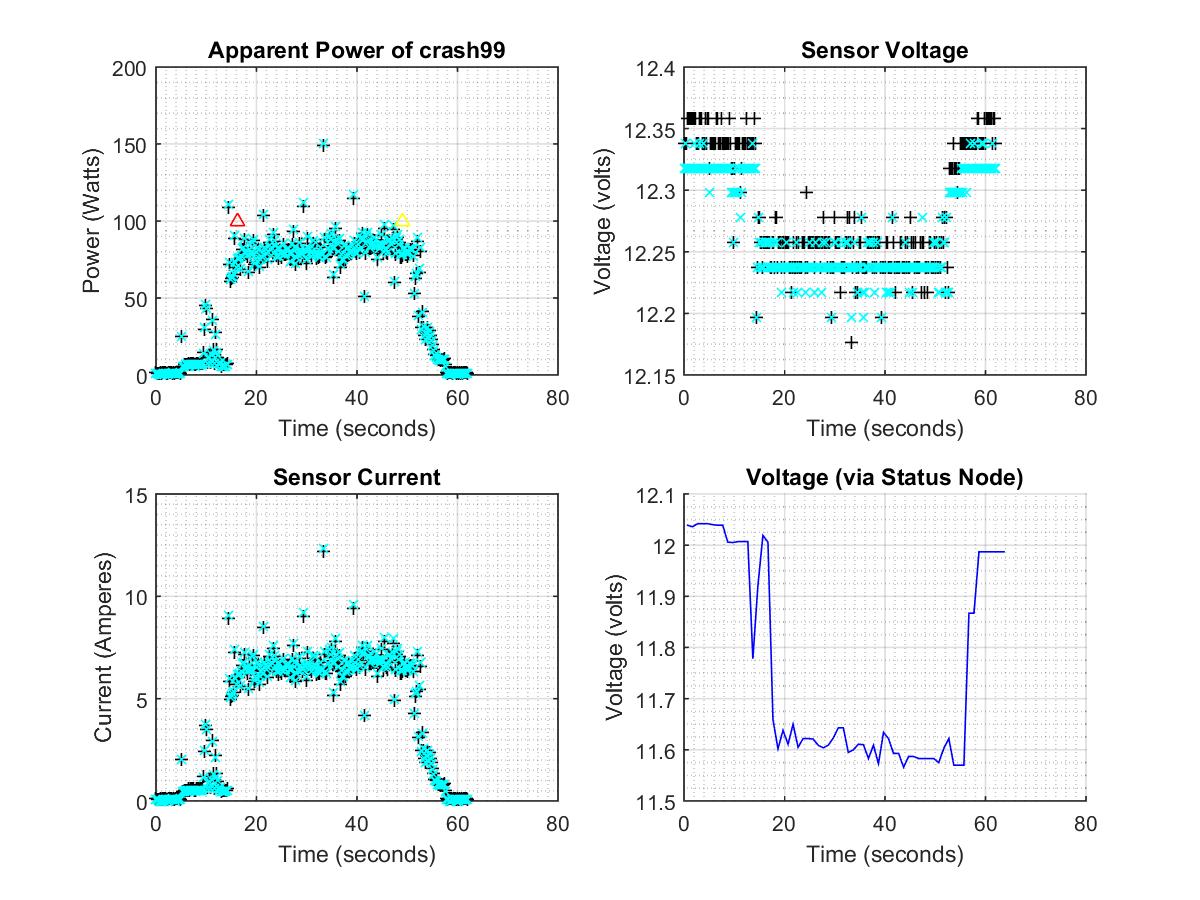 Apparent Power of crash99
200
150
100
50
0
Power (Watts)
0 20 40 60 80
Time (seconds)
Sensor Voltage
12.4
12.35
12.3
12.25
12.2
12.15
Voltage (volts)
0 20 40 60 80
Time (seconds)
Sensor Current
15
10
5
0
Current (Amperes)
0 20 40 60 80
Time (seconds)
Voltage (via Status Node)
12.1
12
11.9
11.8
11.7
11.6
11.5
Voltage (volts)
0 20 40 60 80
Time (seconds)